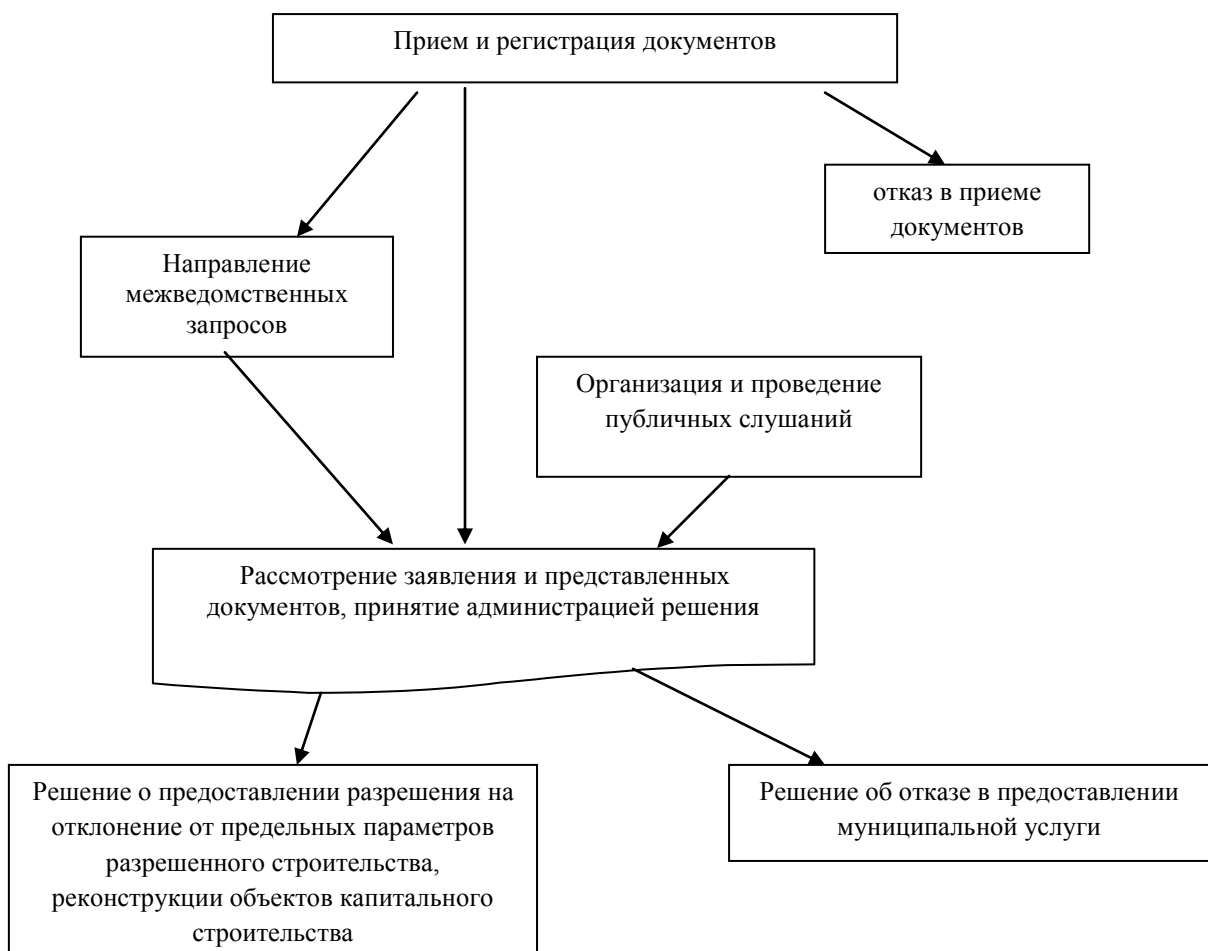 Прием и регистрация документов
отказ в приеме
документов
Направление
межведомственных
запросов
Организация и проведение
публичных слушаний
Рассмотрение заявления и представленных
документов, принятие администрацией решения
Решение о предоставлении разрешения на
отклонение от предельных параметров
разрешенного строительства,
реконструкции объектов капитального
строительства
Решение об отказе в предоставлении
муниципальной услуги